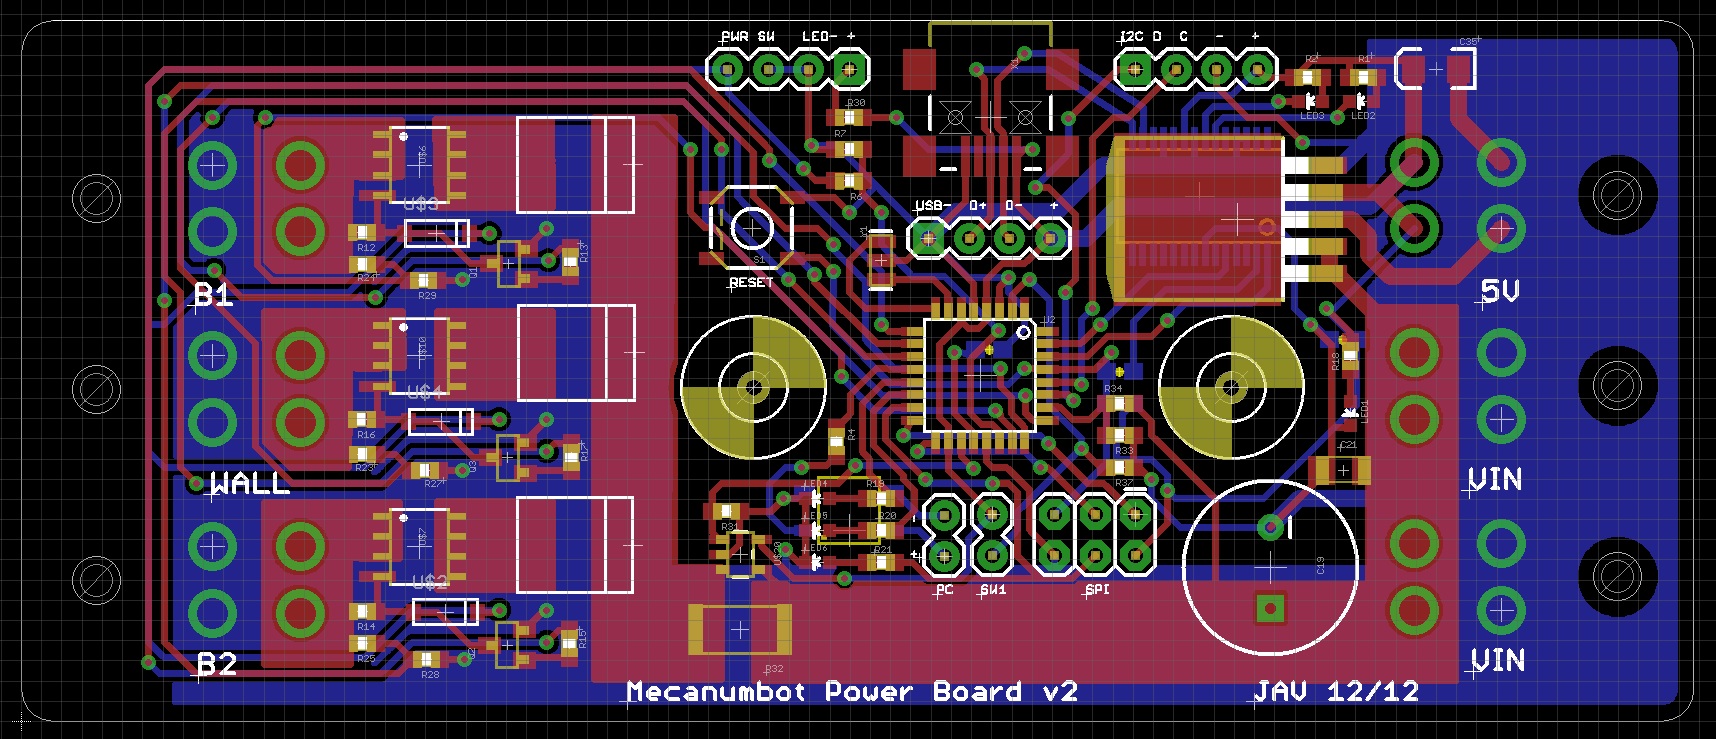 PWR SW LED- +
I2C D C - +
C35
R2
R1
X1
R30
LED3
LED2
R7
U$6
R6
U$3
USB- D+ D- +
Y1
R12
R13
Q1
S1
R24
RESET
R29
B1
5V
U2
U$10
R18
R34
U$4
LED1
R16
R4
C21
R17
Q3
R33
R23
R27
WALL
VIN
R37
LED4
R19
R31
LED5
R20
U$7
U$20
LED6
R21
C19
U$2
PC
SW1
SPI
R14
R15
Q2
R25
R28
B2
R32
VIN
Mecanumbot Power Board v2
JAV 12/12